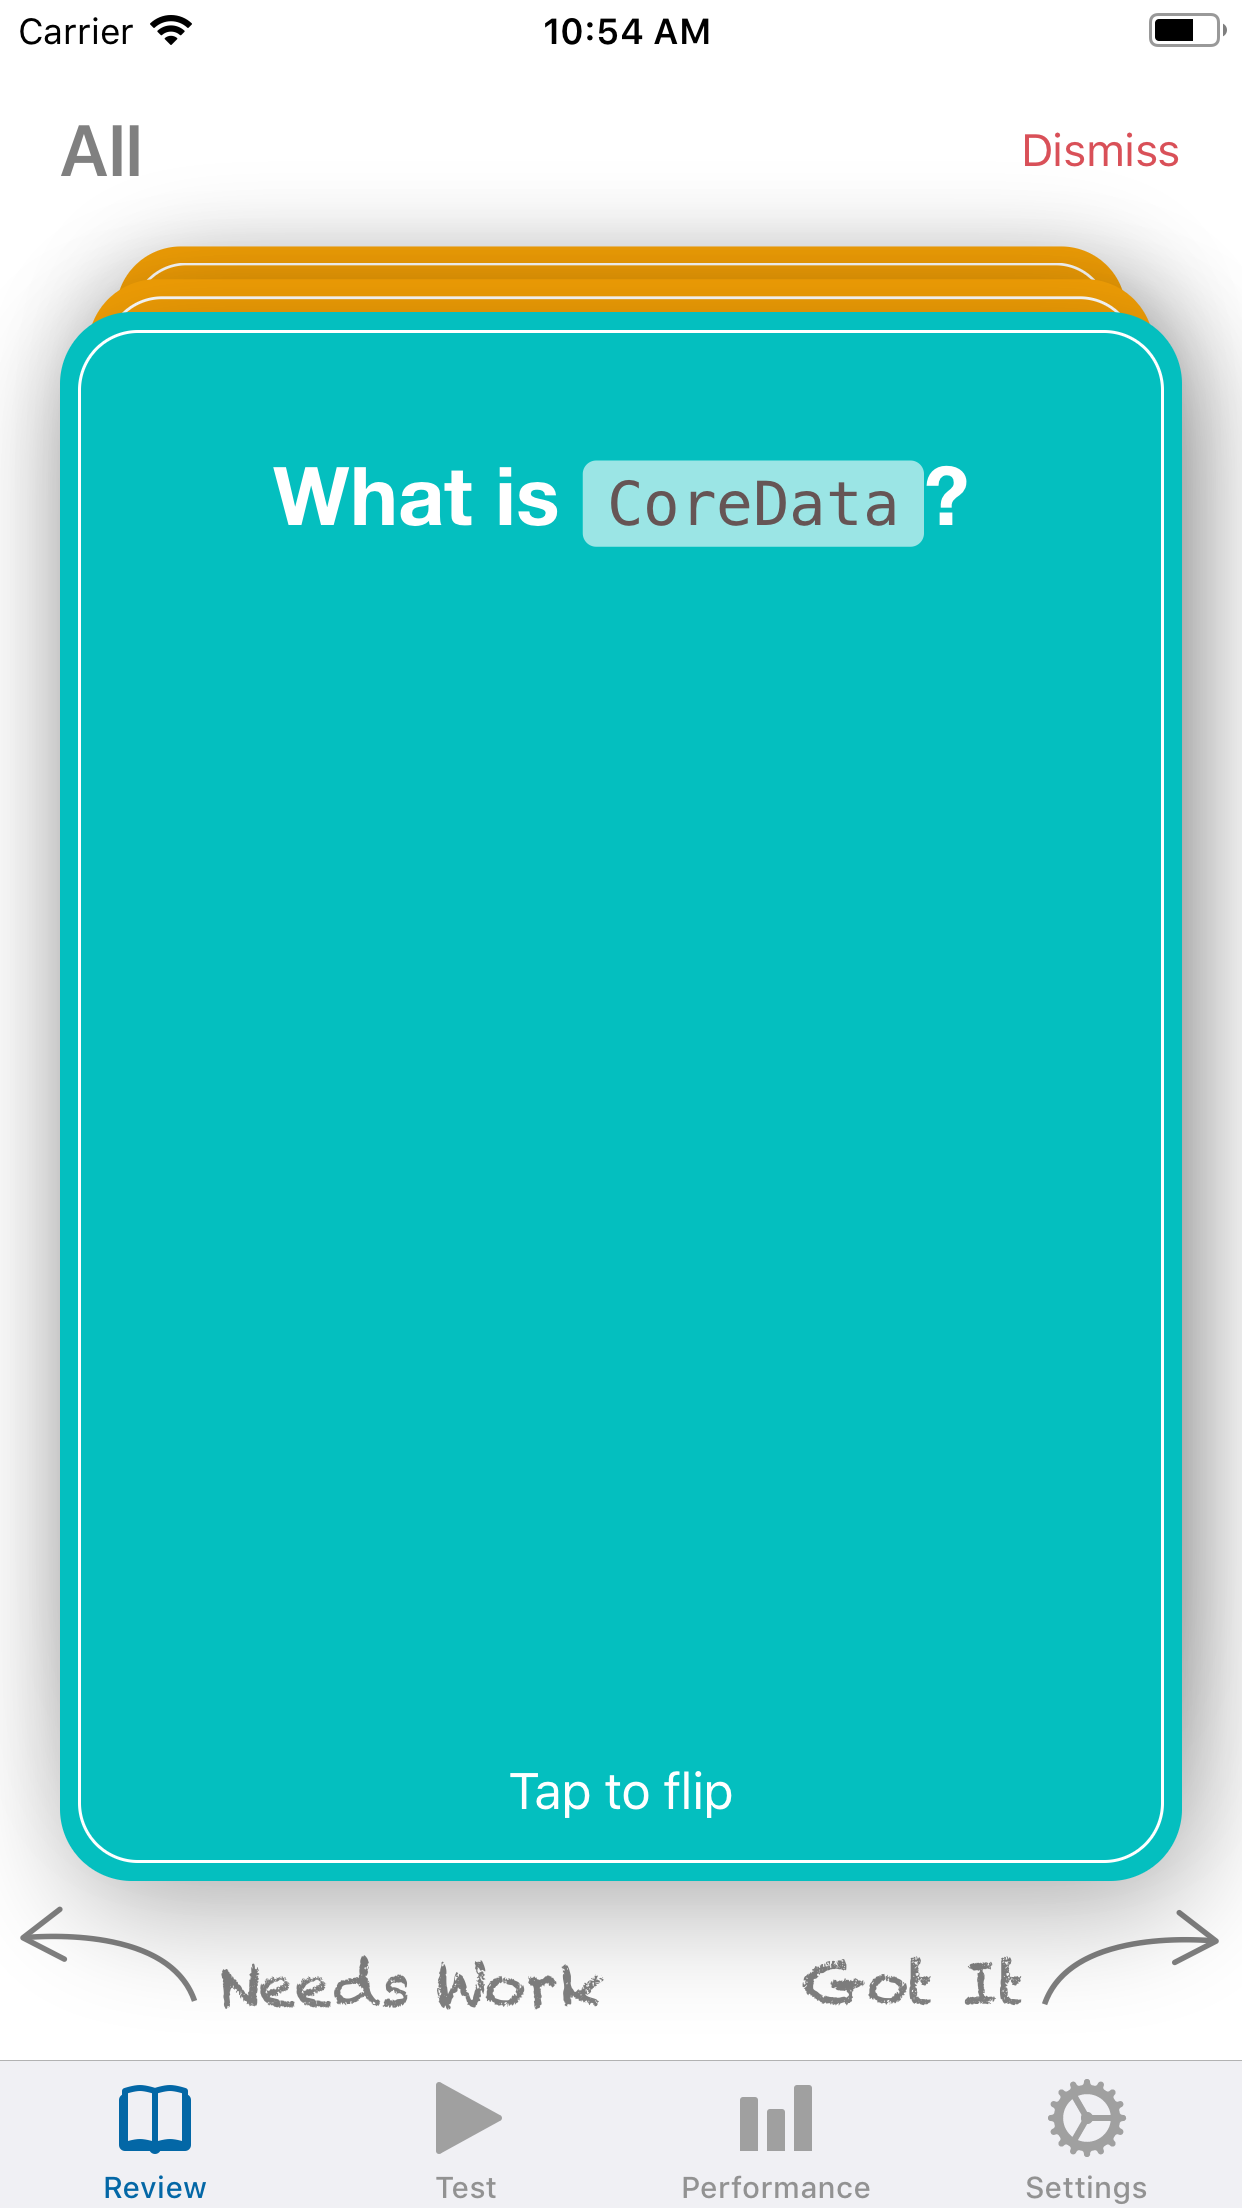 Carrier 10:54 AM
All Dismiss
What is CoreData?
Tap to flip
Needs Work Got It
Review Test Performance Settings